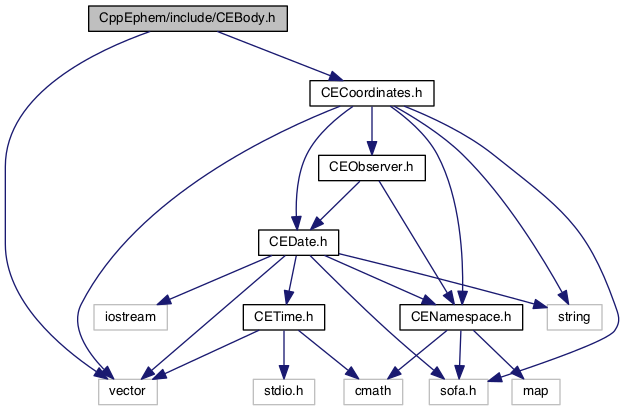 CppEphem/include/CEBody.h
CECoordinates.h
CEObserver.h
CEDate.h
iostream
CETime.h
CENamespace.h
string
vector
stdio.h
cmath
sofa.h
map